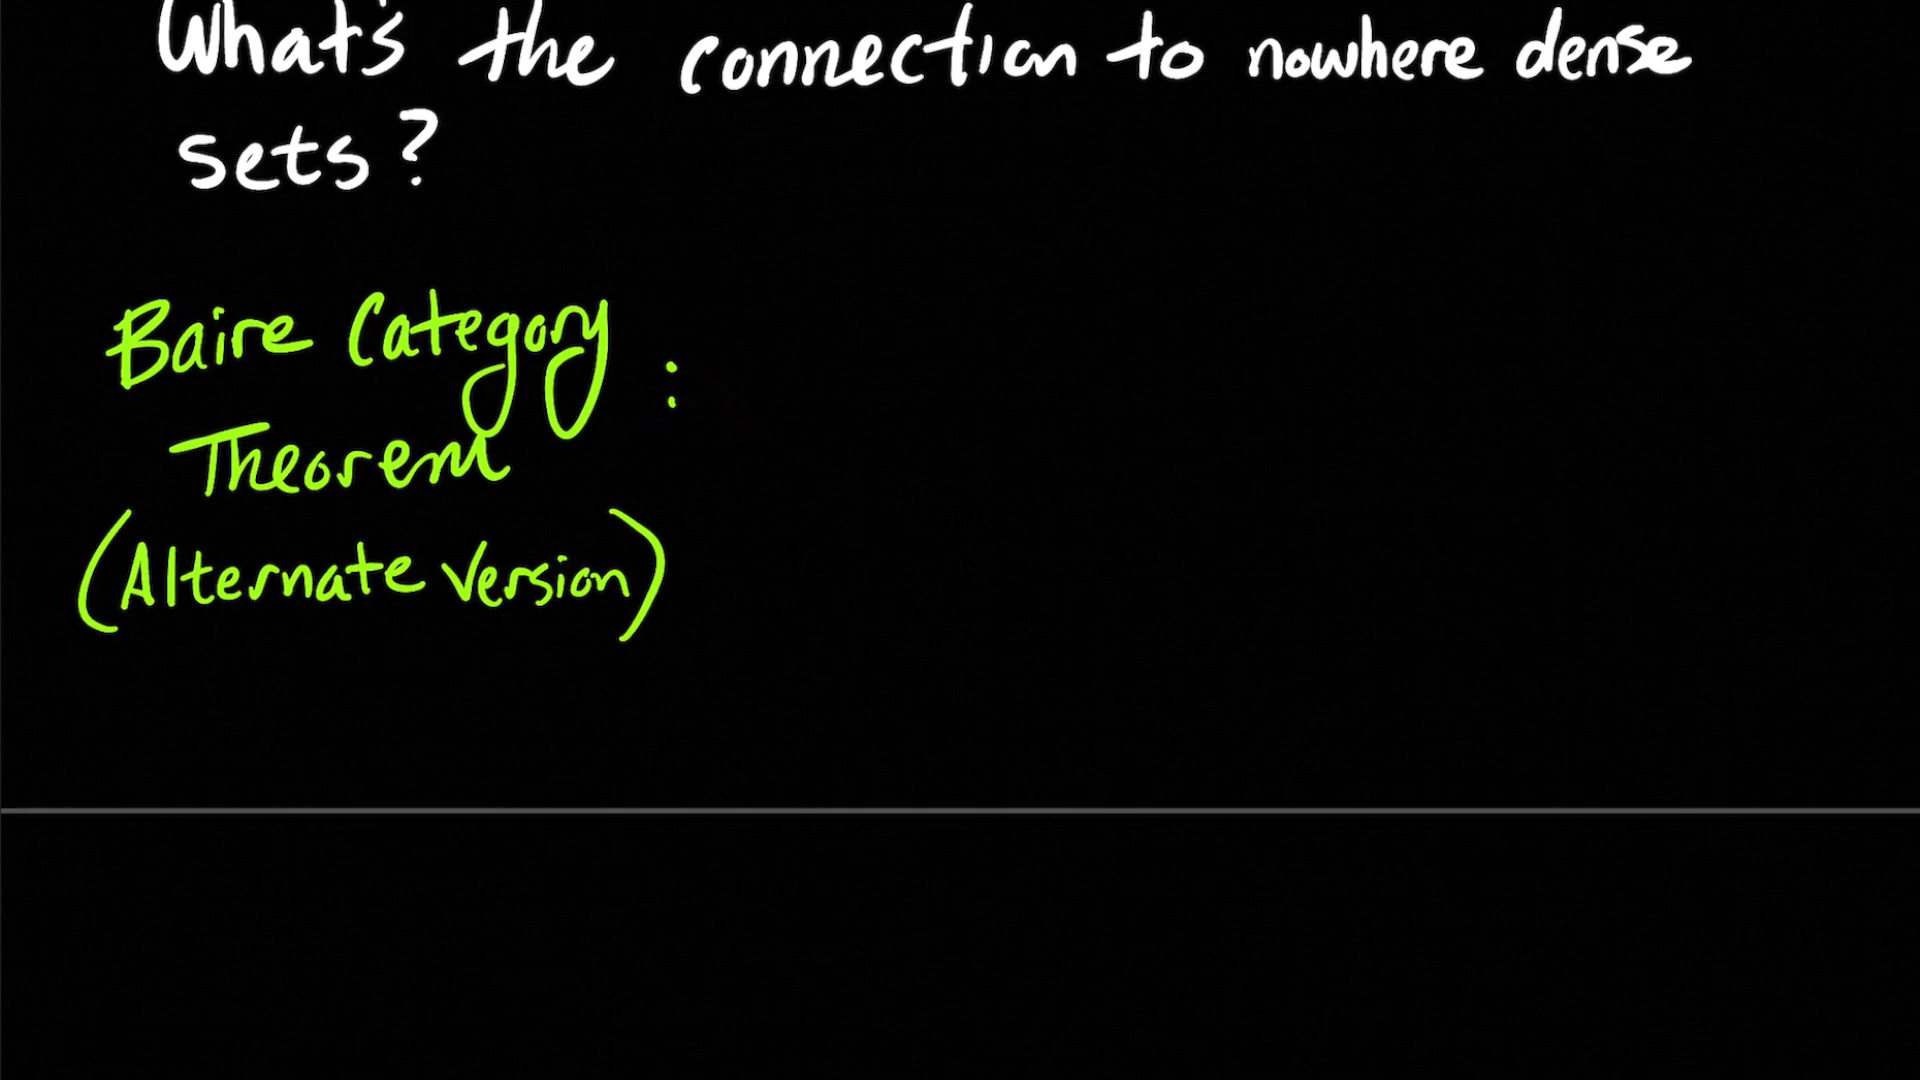 What's the connection to nowhere dense
sets?
Baire Category :
Theorem
(Alternate Version)